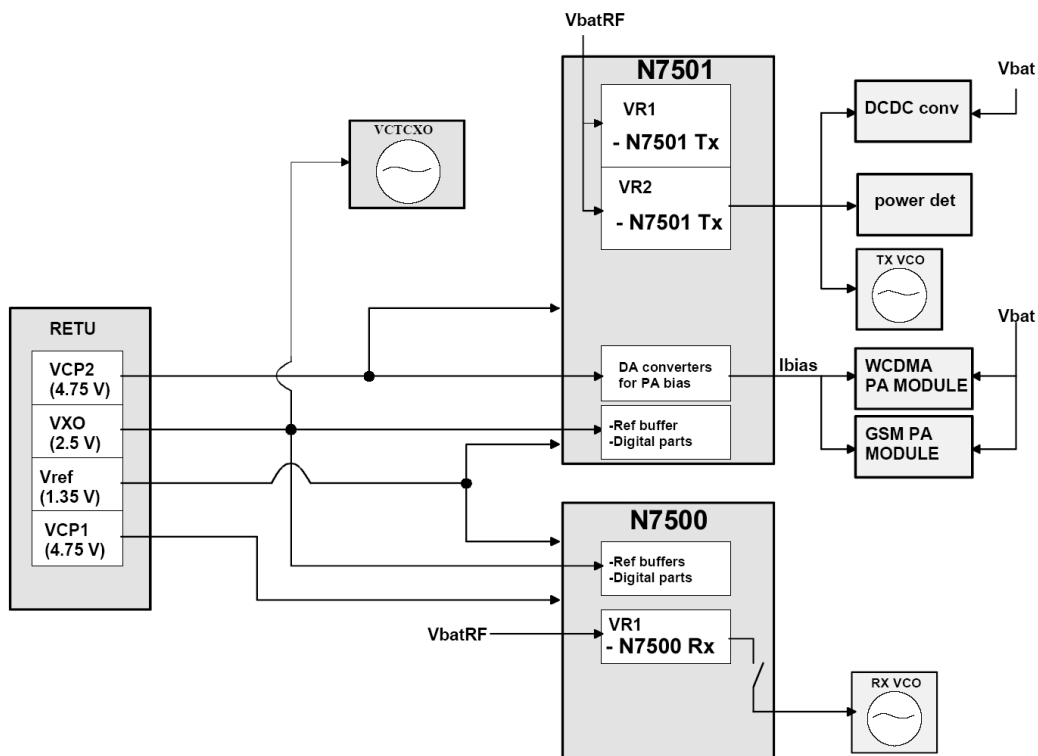 VbatRF
N7501
Vbat
VR1
- N7501 Tx
DCDC conv
VCTCXO
VR2
- N7501 Tx
power det
TX VCO
RETU
Vbat
VCP2
(4.75 V)
DA converters
for PA bias
Ibias
WCDMA
PA MODULE
VXO
(2.5 V)
-Ref buffer
-Digital parts
GSM PA
MODULE
Vref
(1.35 V)
N7500
VCP1
(4.75 V)
-Ref buffers
-Digital parts
VbatRF
VR1
- N7500 Rx
RX VCO